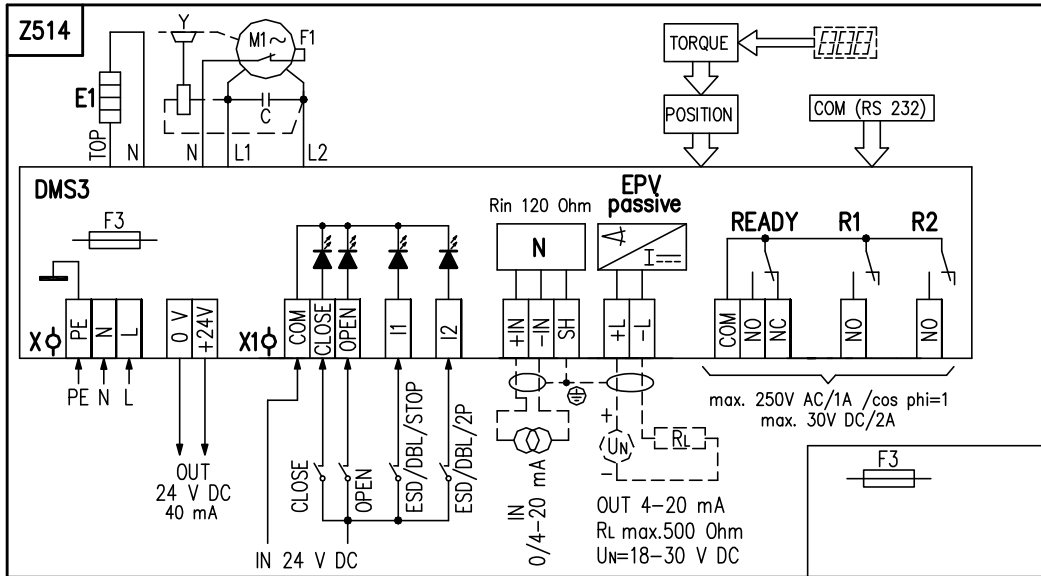 Z514
Y
M1 ~
F1
E1
C
TOP
N
N
L1
L2
TORQUE
POSITION
COM (RS 232)
DMS3
F3
Rin 120 Ohm
N
EPV
passive
I
READY
R1
R2
X
PE
N
L
0 V
+24V
X1
COM
CLOSE
OPEN
I1
I2
+IN
-IN
SH
+L
-L
COM
NO
NC
NO
NO
PE N L
OUT
24 V DC
40 mA
CLOSE
OPEN
ESD/DBL/STOP
ESD/DBL/2P
IN 24 V DC
IN
0/4-20 mA
+
UN
-
RL
OUT 4-20 mA
RL max.500 Ohm
UN=18-30 V DC
max. 250V AC/1A /cos phi=1
max. 30V DC/2A
F3